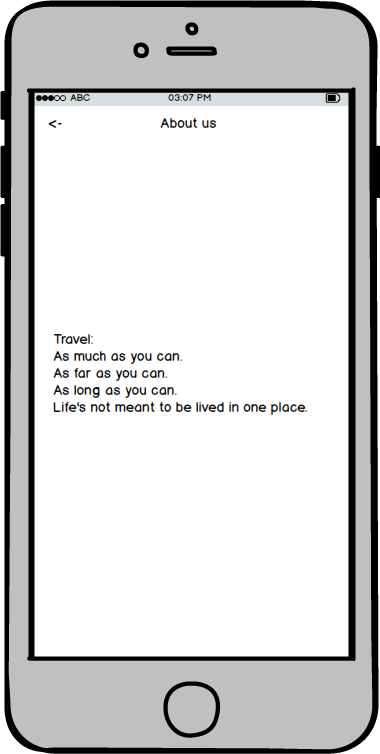 ABC 03:07 PM
<- About us
Travel:
As much as you can.
As far as you can.
As long as you can.
Life's not meant to be lived in one place.